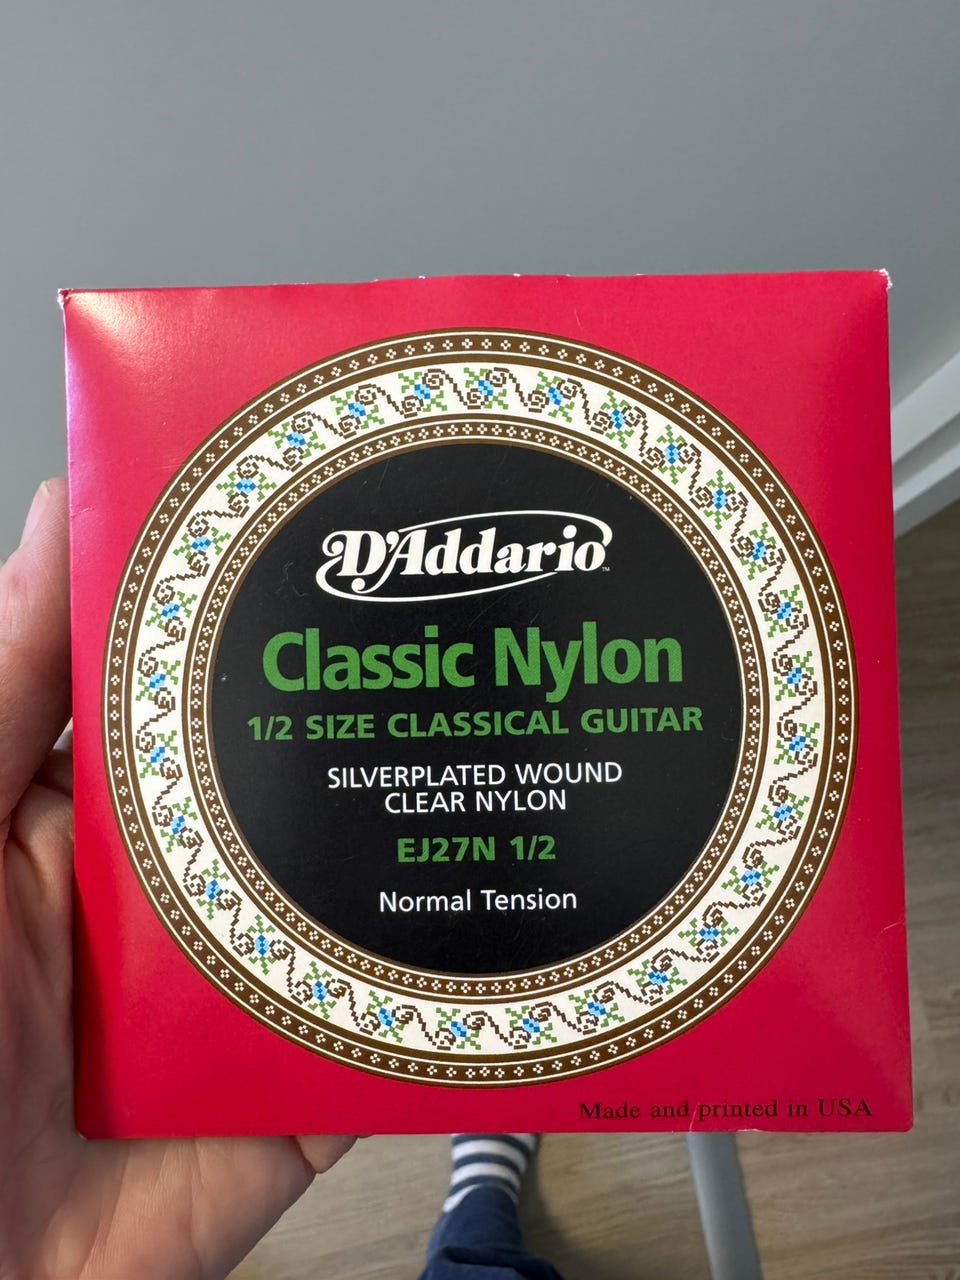 D'Addario™
Classic Nylon
1/2 SIZE CLASSICAL GUITAR
SILVERPLATED WOUND
CLEAR NYLON
EJ27N 1/2
Normal Tension
Made and printed in USA